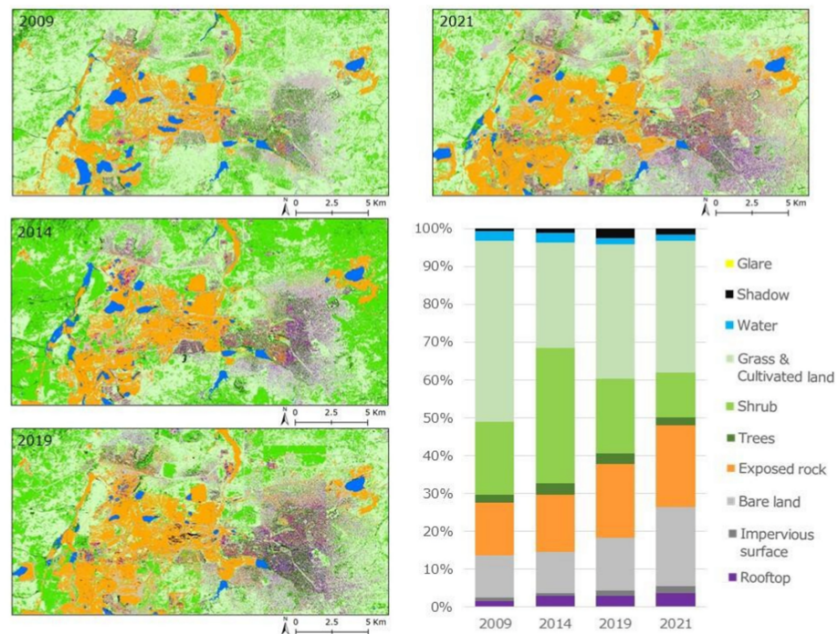 2009
N
0 2.5 5 Km
2021
N
0 2.5 5 Km
2014
N
0 2.5 5 Km
2019
N
0 2.5 5 Km
100%
90%
80%
70%
60%
50%
40%
30%
20%
10%
0%
2009 2014 2019 2021
Glare
Shadow
Water
Grass &
Cultivated land
Shrub
Trees
Exposed rock
Bare land
Impervious
surface
Rooftop